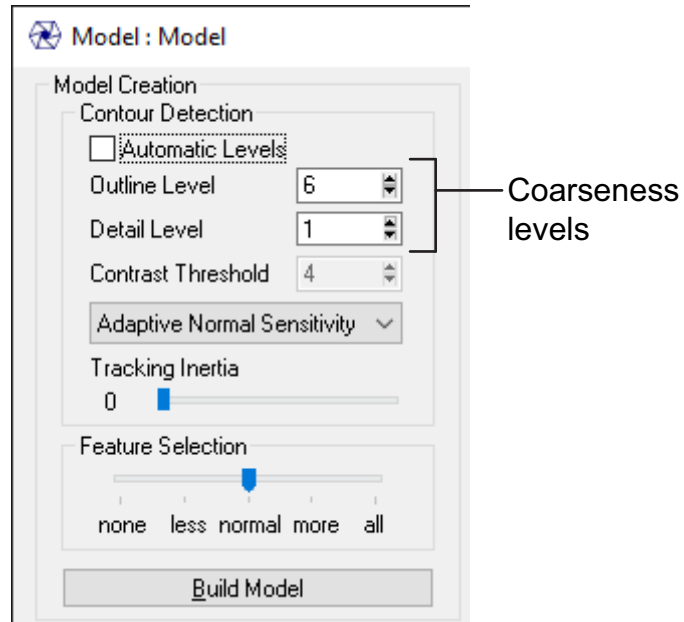 Model : Model
Model Creation
Contour Detection
Automatic Levels
Outline Level 6
Detail Level 1
Coarseness
levels
Contrast Threshold 4
Adaptive Normal Sensitivity
Tracking Inertia
0
Feature Selection
none less normal more all
Build Model